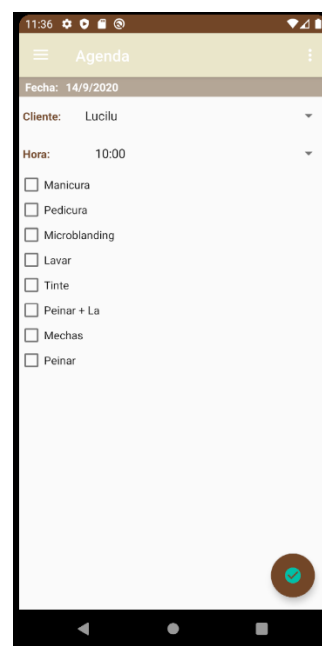 11:36
Agenda
Fecha: 14/9/2020
Cliente: Lucilu
Hora: 10:00
Manicura
Pedicura
Microblanding
Lavar
Tinte
Peinar + La
Mechas
Peinar